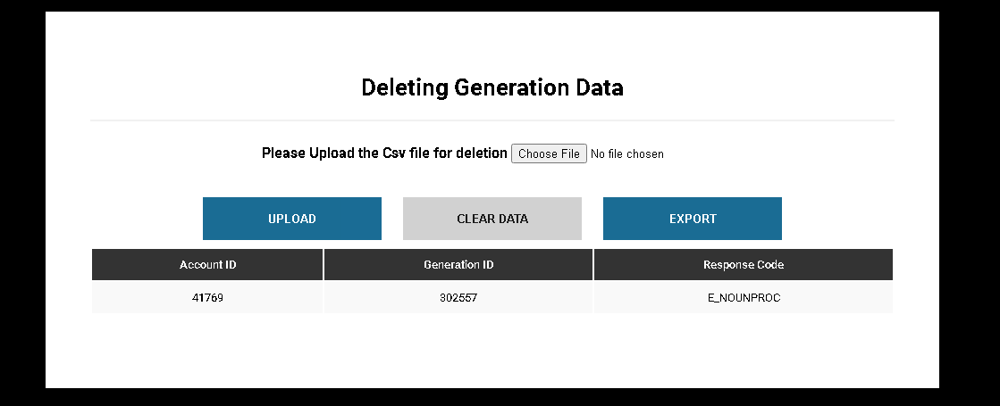 Deleting Generation Data
Please Upload the Csv file for deletion Choose File No file chosen
UPLOAD CLEAR DATA EXPORT
Account ID Generation ID Response Code
41769 302557 E_NOUNPROC